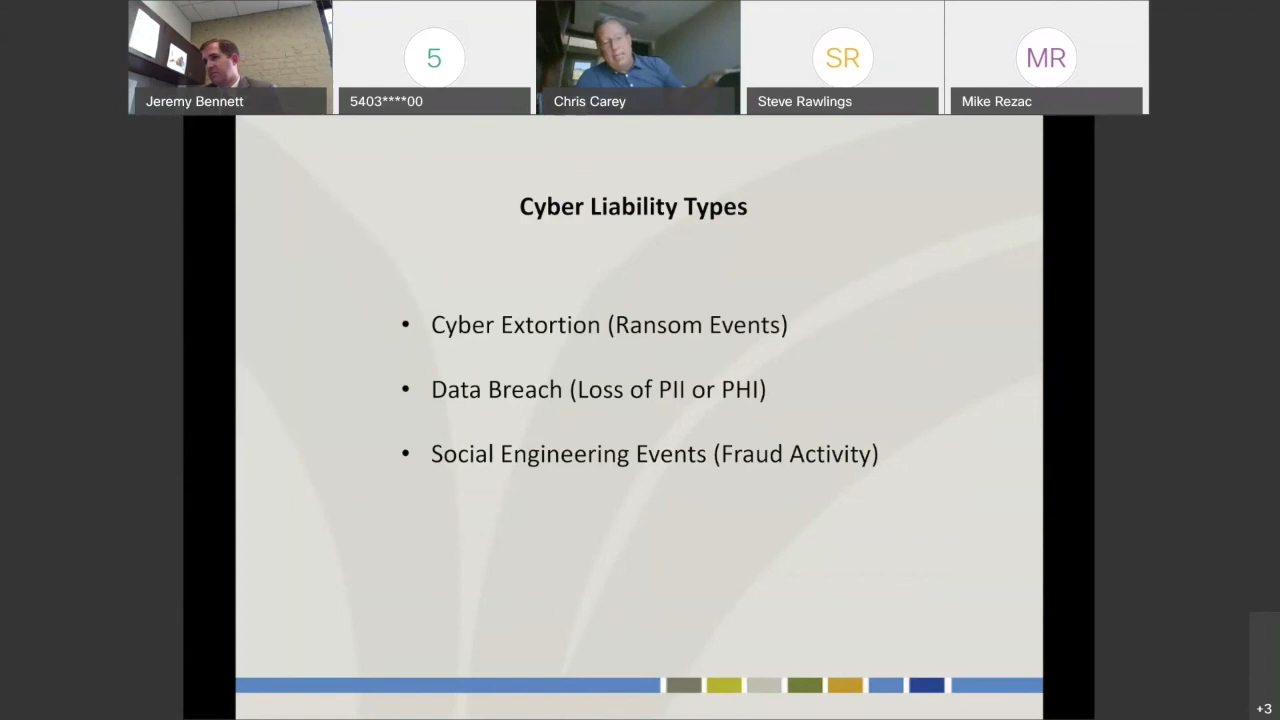 5
SR
MR
Jeremy Bennett
5403****00
Chris Carey
Steve Rawlings
Mike Rezac
Cyber Liability Types
• Cyber Extortion (Ransom Events)
• Data Breach (Loss of PII or PHI)
• Social Engineering Events (Fraud Activity)
+3